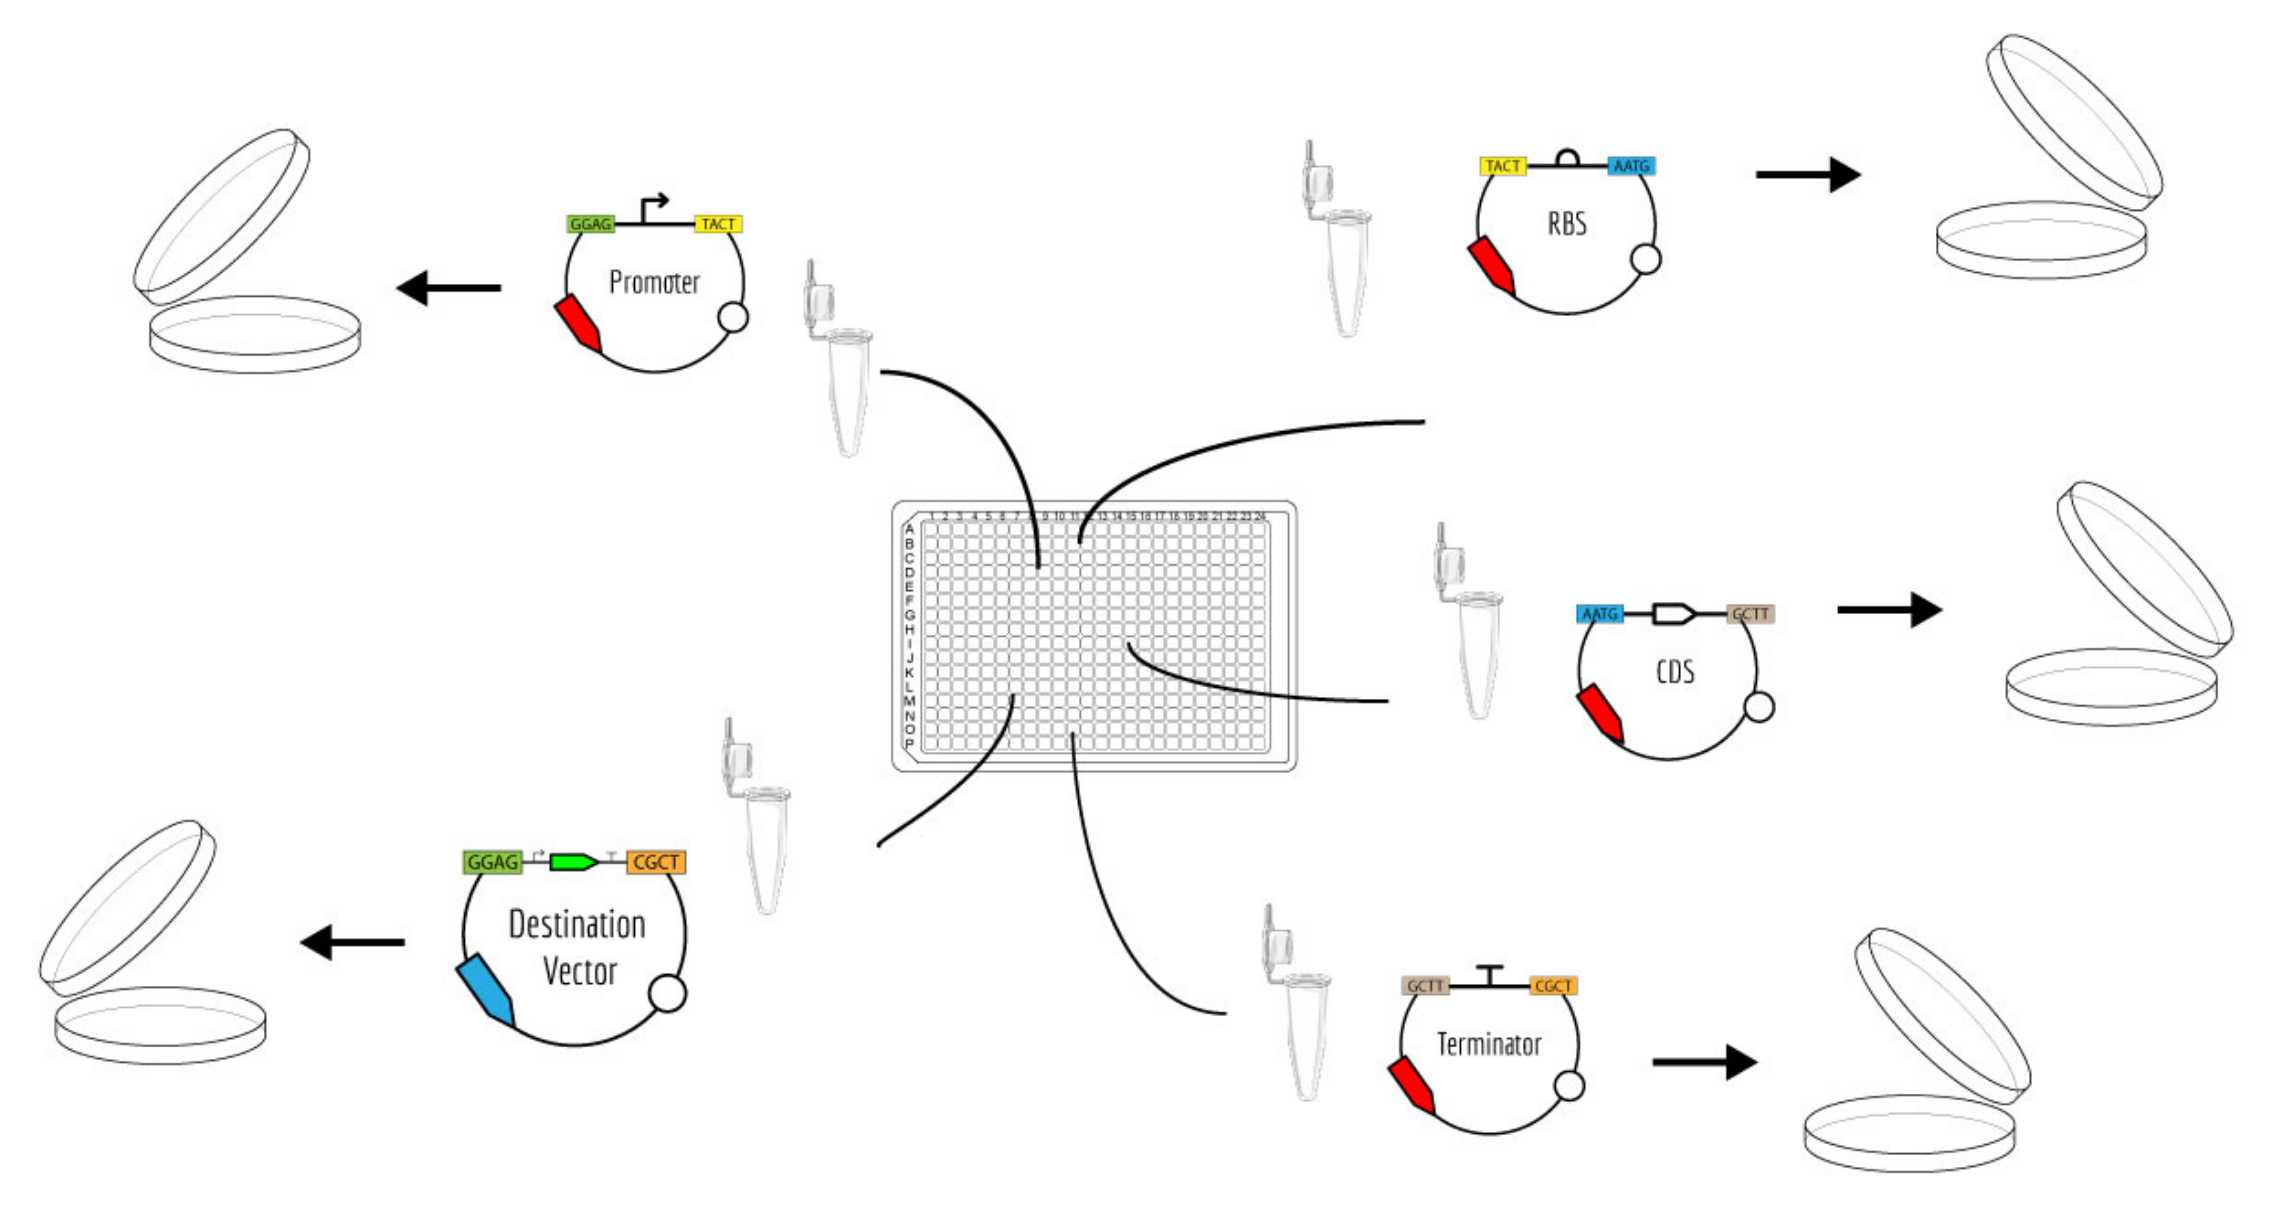 TACT AATG
RBS
GGAG TACT
Promoter
1 2 3 4 5 6 7 8 9 10 11 12 13 14 15 16 17 18 19 20 21 22 23 24
A
B
C
D
E
F
G
H
I
J
K
L
M
N
O
P
AATG GCTT
CDS
GGAG CGCT
Destination
Vector
GCTT CGCT
Terminator